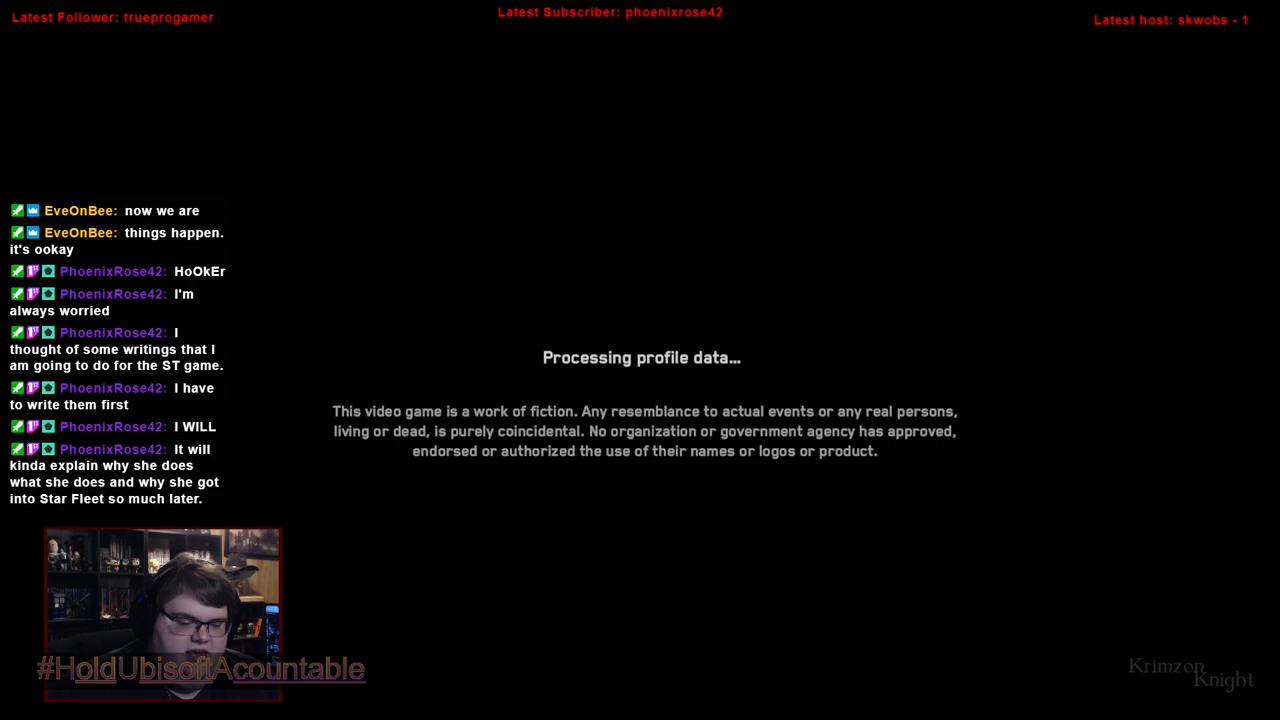 Latest Follower: trueprogamer
Latest Subscriber: phoenixrose42
Latest host: skwobs - 1
EveOnBee: now we are
EveOnBee: things happen.
it's ookay
PhoenixRose42: HoOkEr
PhoenixRose42: I'm
always worried
PhoenixRose42: I
thought of some writings that I
am going to do for the ST game.
PhoenixRose42: I have
to write them first
PhoenixRose42: I WILL
PhoenixRose42: It will
kinda explain why she does
what she does and why she got
into Star Fleet so much later.
Processing profile data...
This video game is a work of fiction. Any resemblance to actual events or any real persons,
living or dead, is purely coincidental. No organization or government agency has approved,
endorsed or authorized the use of their names or logos or product.
#HoldUbisoftAcountable
Krimzon
Knight